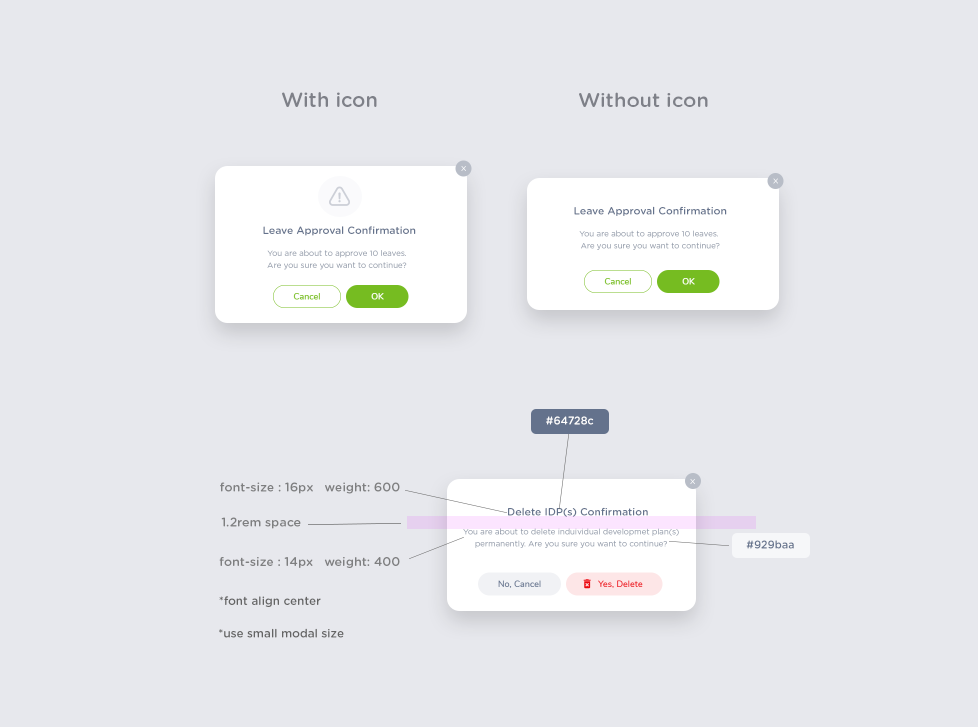 With icon
Without icon
Leave Approval Confirmation
You are about to approve 10 leaves.
Are you sure you want to continue?
Cancel
OK
Leave Approval Confirmation
You are about to approve 10 leaves.
Are you sure you want to continue?
Cancel
OK
#64728c
font-size : 16px weight: 600
1.2rem space
font-size : 14px weight: 400
*font align center
*use small modal size
Delete IDP(s) Confirmation
You are about to delete induividual developmet plan(s)
permanently. Are you sure you want to continue?
#929baa
No, Cancel
Yes, Delete